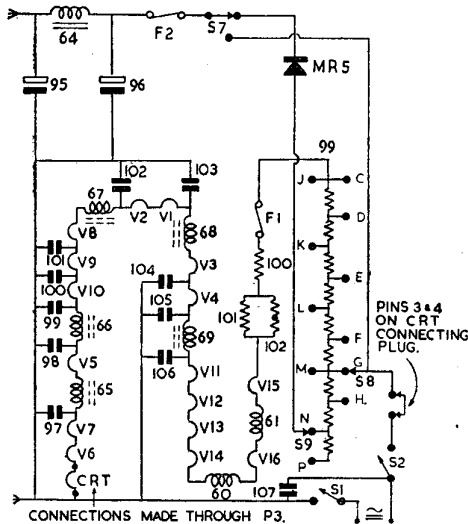 64
F2
S7
95
96
MR5
102
103
99
J
C
67
V2
V1
F1
D
V8
68
K
101
V9
V3
100
100
V10
104
E
99
66
105
V4
L
101
102
98
69
F
V5
106
PINS 3&4
ON CRT
CONNECTING
PLUG.
65
V11
V15
M
G
S8
97
V12
61
H.
V7
V13
N
V6
V14
V16
S9
S2
CRT
60
P
107
S1
CONNECTIONS MADE THROUGH P3.
≅